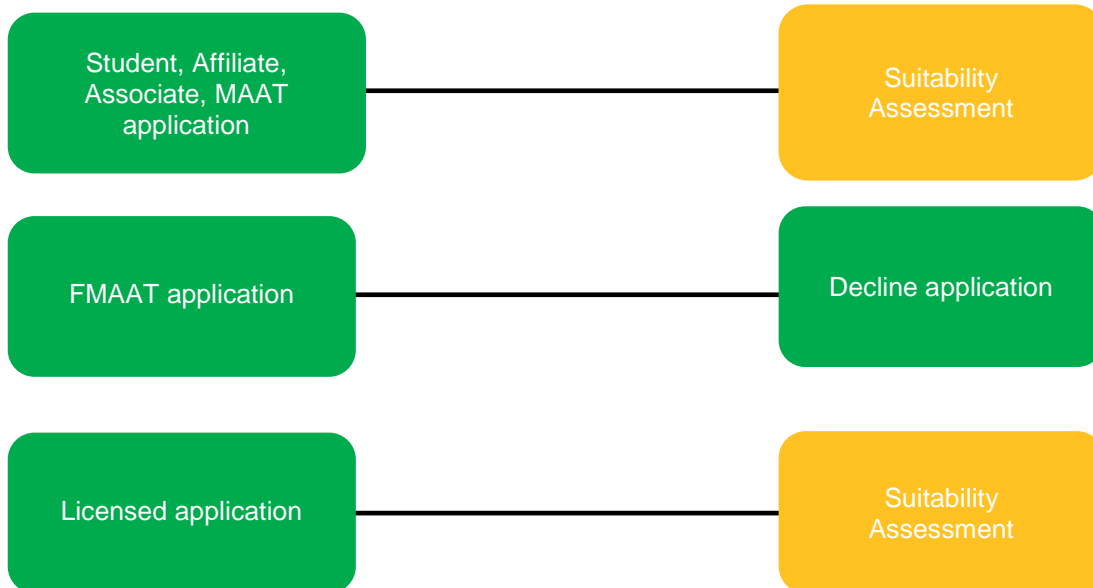 Student, Affiliate,
Associate, MAAT
application
Suitability
Assessment
FMAAT application
Decline application
Licensed application
Suitability
Assessment